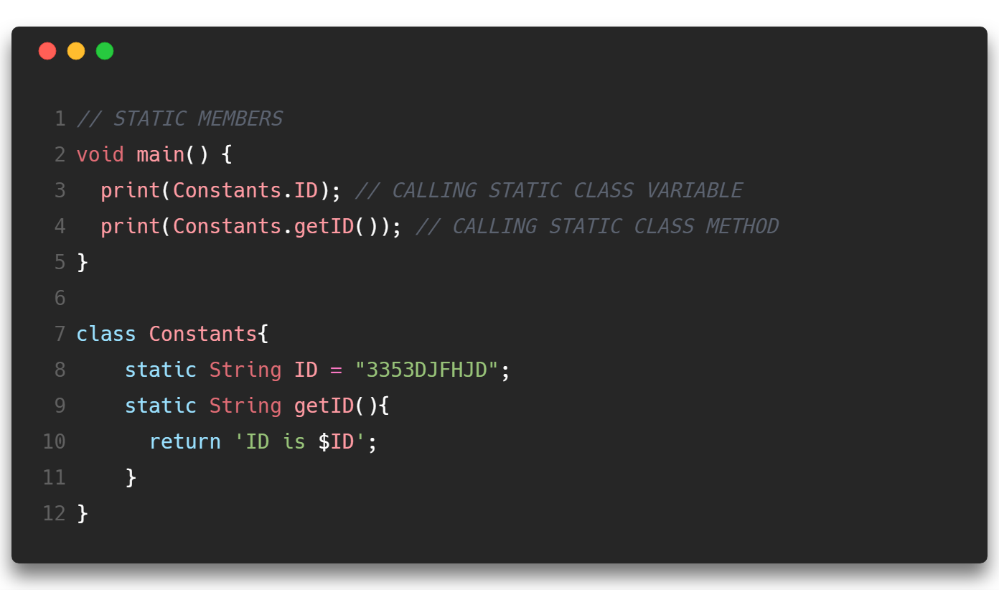 1 // STATIC MEMBERS
2 void main() {
3   print(Constants.ID); // CALLING STATIC CLASS VARIABLE
4   print(Constants.getID()); // CALLING STATIC CLASS METHOD
5 }
6
7 class Constants{
8     static String ID = "3353DJFHJD";
9     static String getID(){
10       return 'ID is $ID';
11     }
12 }